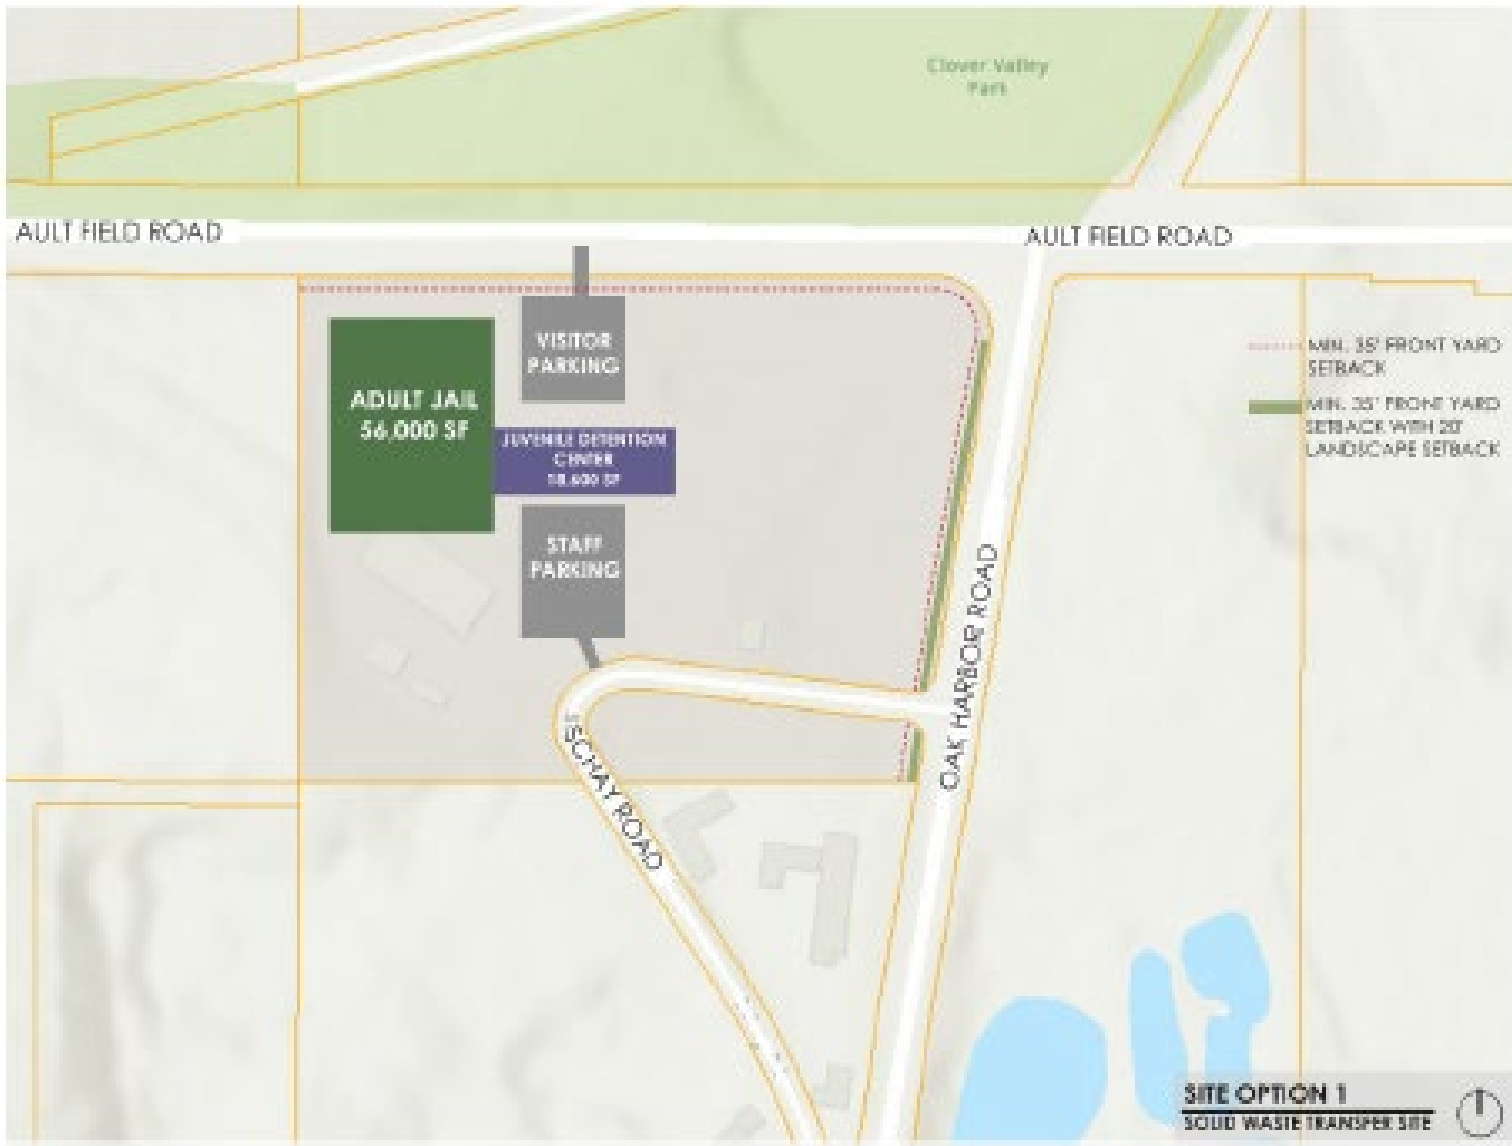 Clover Valley
Park
AULT FIELD ROAD
AULT FIELD ROAD
VISITOR
PARKING
MIN. 35' FRONT YARD
SETBACK
ADULT JAIL
56,000 SF
MIN. 35' FRONT YARD
SETBACK WITH 20'
LANDSCAPE SETBACK
JUVENILE DETENTION
CENTER
SF
STAFF
PARKING
OAK HARBOR ROAD
SCHAY ROAD
SITE OPTION 1
SOLID WASTE TRANSFER SITE